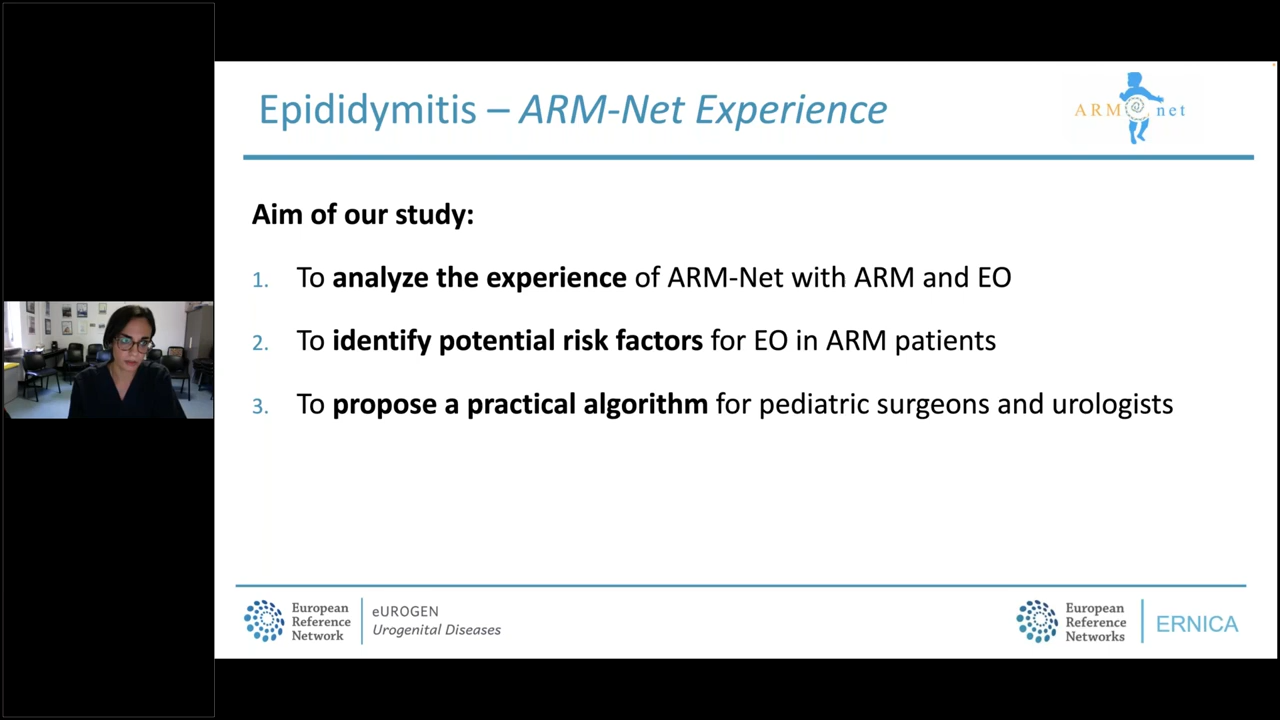 Epididymitis – ARM-Net Experience
ARM net
Aim of our study:
1. To analyze the experience of ARM-Net with ARM and EO
2. To identify potential risk factors for EO in ARM patients
3. To propose a practical algorithm for pediatric surgeons and urologists
European
Reference
Network
eUROGEN
Urogenital Diseases
European
Reference
Networks
ERNICA